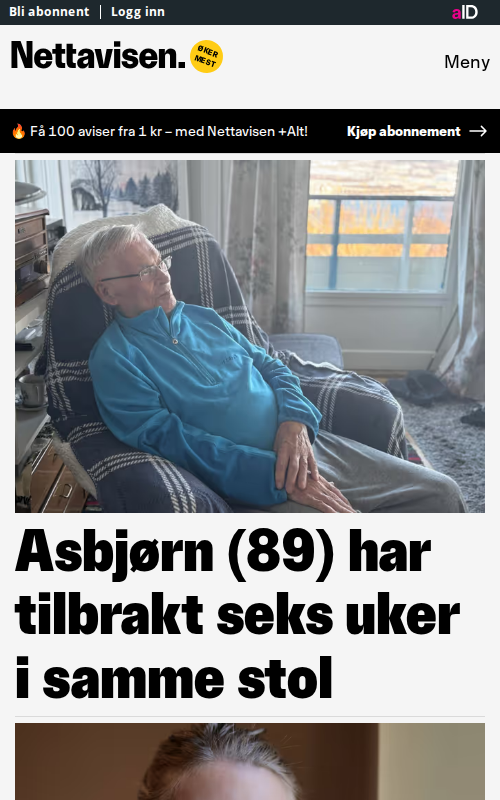 Bli abonnent | Logg inn
aID
Nettavisen.
ØKER
MEST
Meny
🔥 Få 100 aviser fra 1 kr – med Nettavisen +Alt!
Kjøp abonnement →
Asbjørn (89) har
tilbrakt seks uker
i samme stol